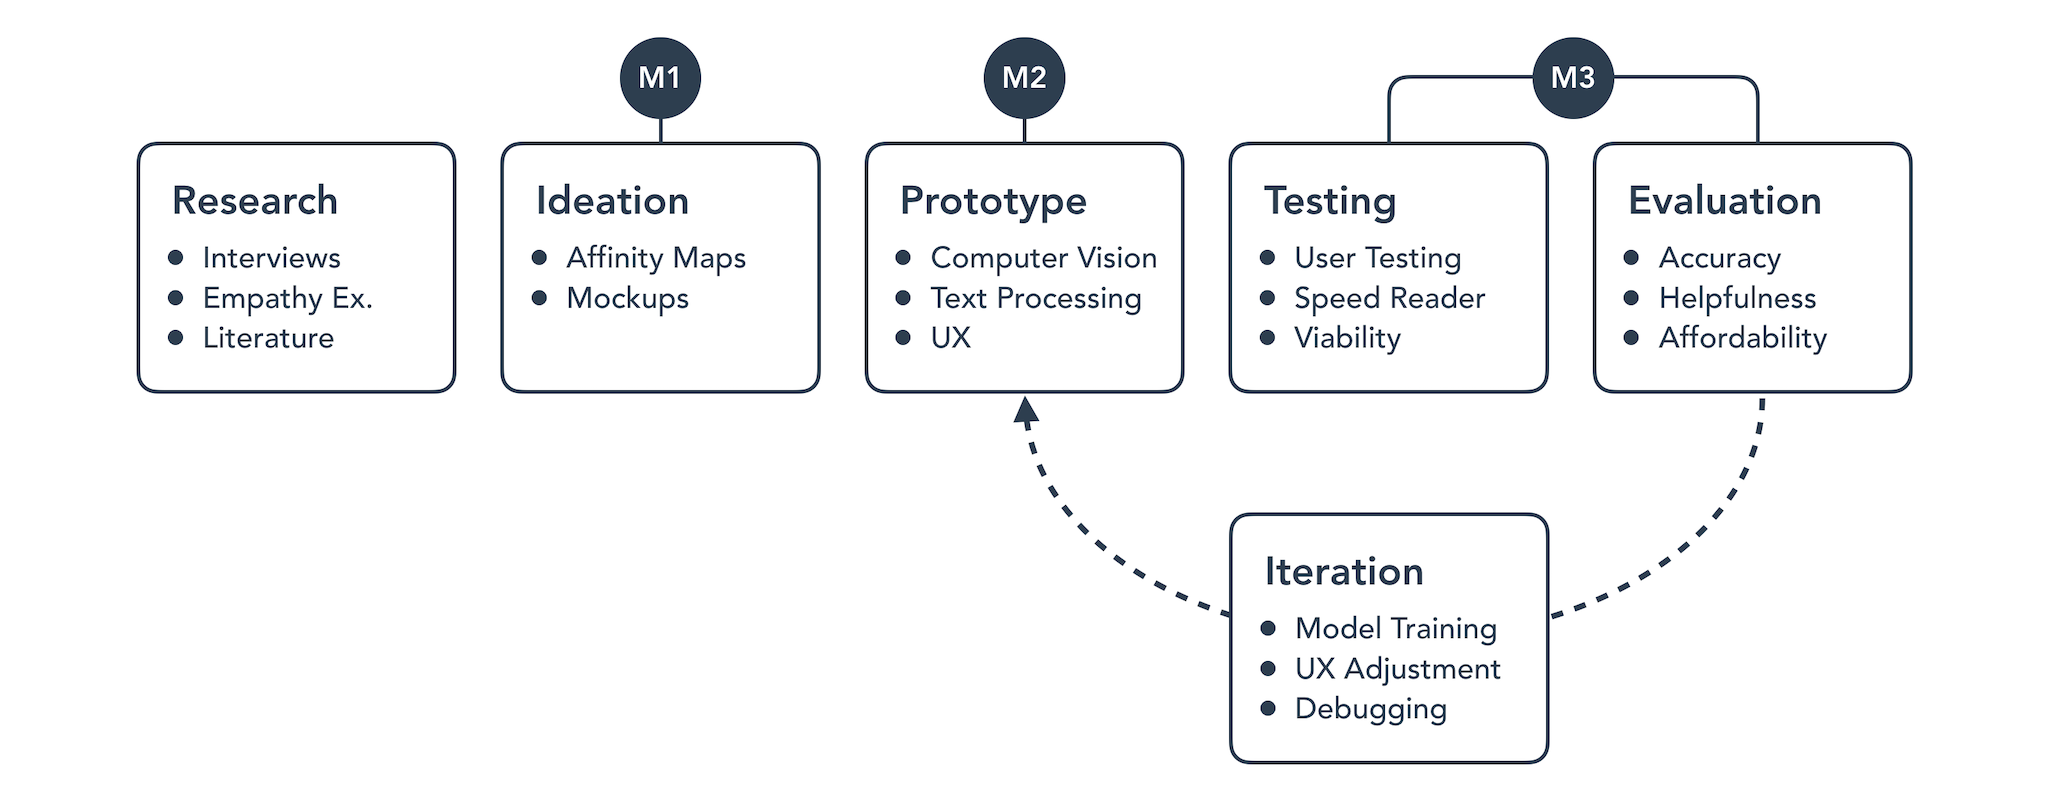 M1
M2
M3
Research
Interviews
Empathy Ex.
Literature
Ideation
Affinity Maps
Mockups
Prototype
Computer Vision
Text Processing
UX
Testing
User Testing
Speed Reader
Viability
Evaluation
Accuracy
Helpfulness
Affordability
Iteration
Model Training
UX Adjustment
Debugging